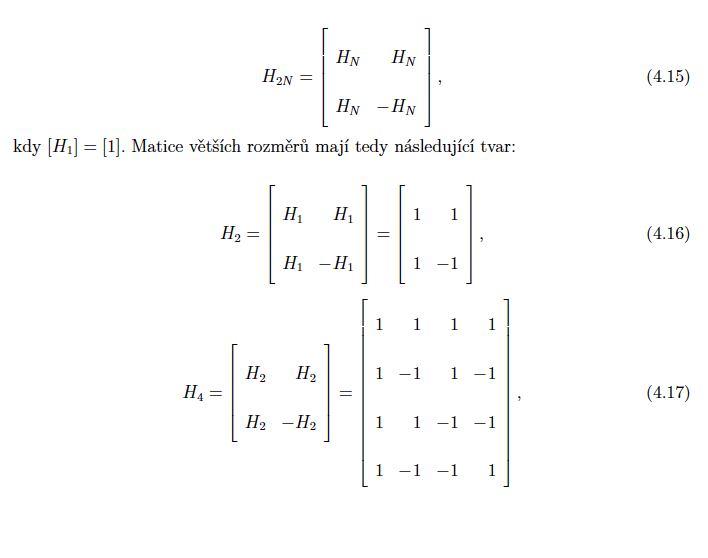 H_{2N} = \begin{bmatrix} H_N & H_N \\ H_N & -H_N \end{bmatrix}, (4.15)
kdy [H_1] = [1]. Matice větších rozměrů mají tedy následující tvar:
H_2 = \begin{bmatrix} H_1 & H_1 \\ H_1 & -H_1 \end{bmatrix} = \begin{bmatrix} 1 & 1 \\ 1 & -1 \end{bmatrix}, (4.16)
H_4 = \begin{bmatrix} H_2 & H_2 \\ H_2 & -H_2 \end{bmatrix} = \begin{bmatrix} 1 & 1 & 1 & 1 \\ 1 & -1 & 1 & -1 \\ 1 & 1 & -1 & -1 \\ 1 & -1 & -1 & 1 \end{bmatrix}, (4.17)